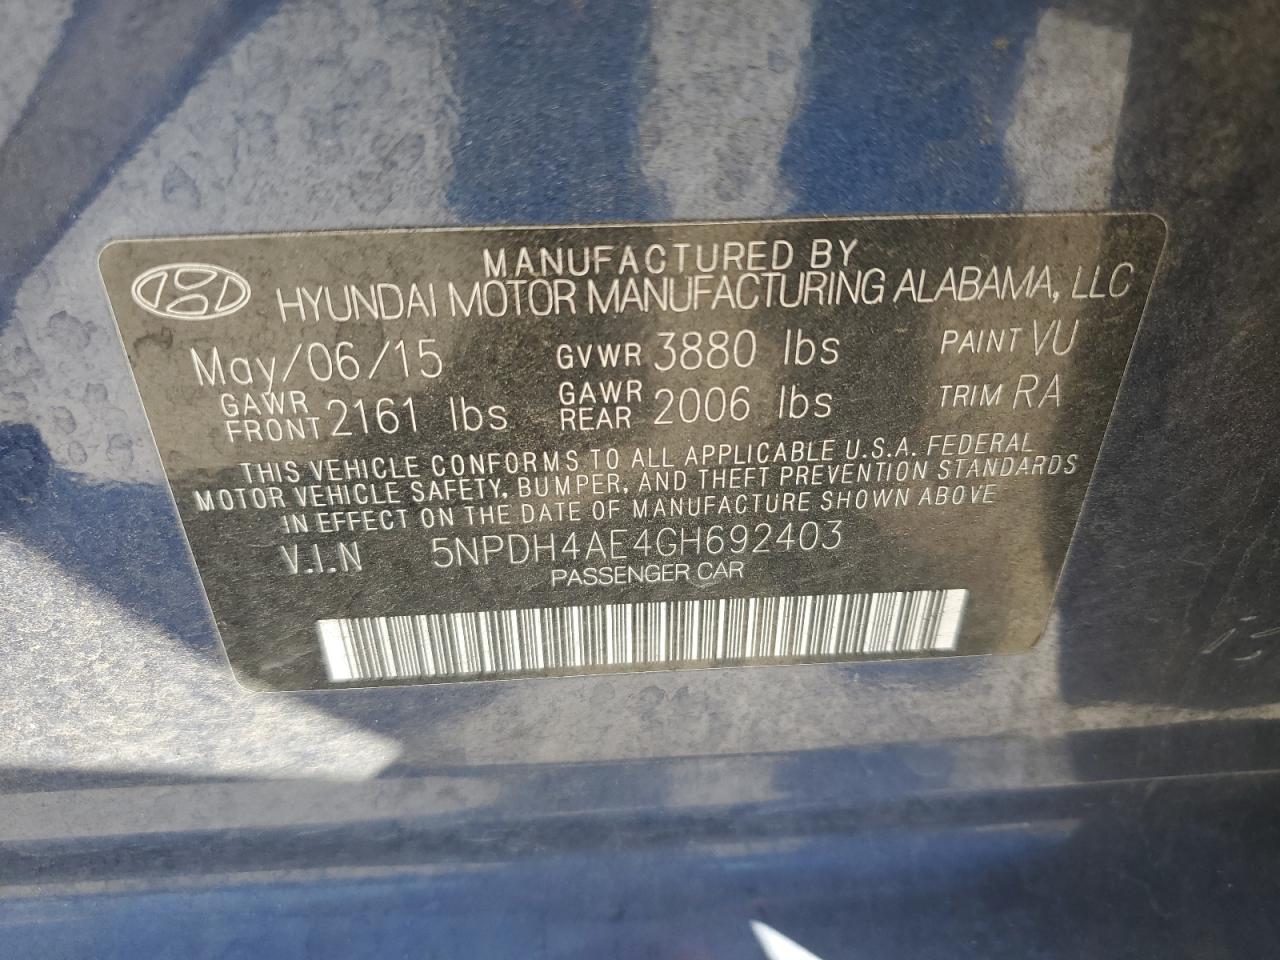 MANUFACTURED BY
HYUNDAI MOTOR MANUFACTURING ALABAMA, LLC
May/06/15 GVWR 3880 lbs PAINT VU
GAWR FRONT 2161 lbs GAWR REAR 2006 lbs TRIM RA
THIS VEHICLE CONFORMS TO ALL APPLICABLE U.S.A. FEDERAL
MOTOR VEHICLE SAFETY, BUMPER, AND THEFT PREVENTION STANDARDS
IN EFFECT ON THE DATE OF MANUFACTURE SHOWN ABOVE
V.I.N 5NPDH4AE4GH692403
PASSENGER CAR